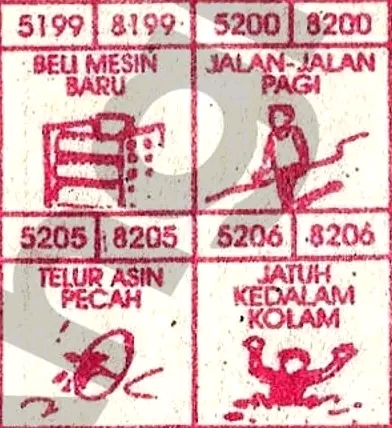 5199 8199 5200 8200
BELI MESIN
BARU
JALAN-JALAN
PAGI
5205 8205 5206 8206
TELUR ASIN
PECAH
JATUH
KEDALAM
KOLAM